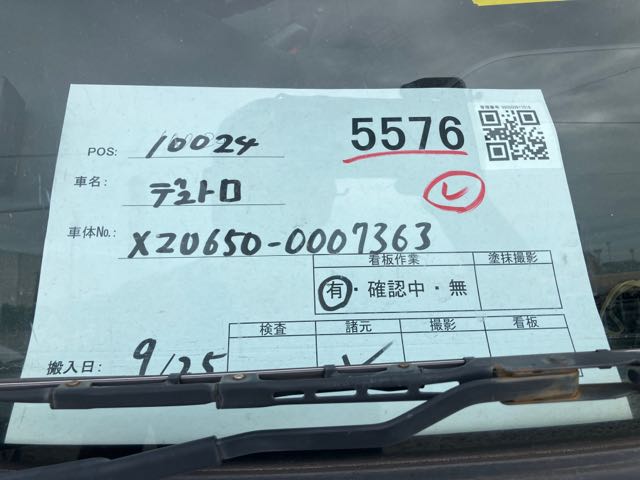 POS: 10024
5576
車名: デュトロ
レ
車体No.: XZU650-0007363
看板作業 塗抹撮影
有・確認中・無
検査 諸元 撮影 看板
搬入日: 9/25